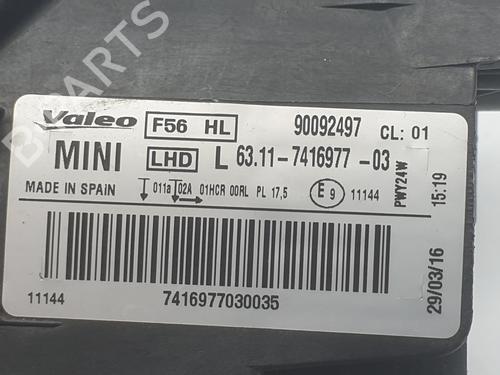 Valeo F56 HL 90092497 CL: 01
MINI LHD L 63.11-7416977-03
MADE IN SPAIN 011a 02A 01HCR 00RL PL 17,5 E9 11144
PWY24W
29/03/16 15:19
11144 7416977030035
B-PARTS